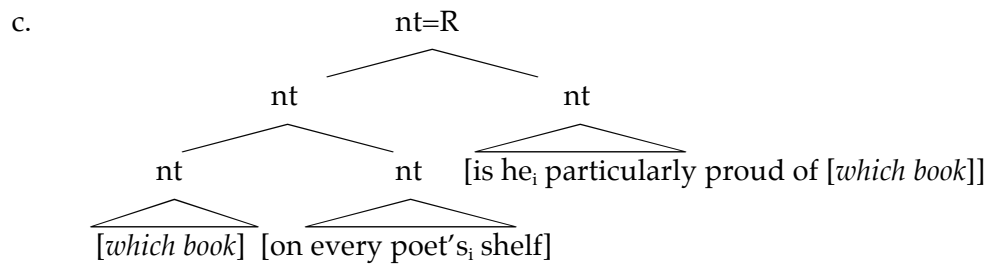 c. nt=R
nt nt
nt nt [is heᵢ particularly proud of [which book]]
[which book] [on every poet'sᵢ shelf]